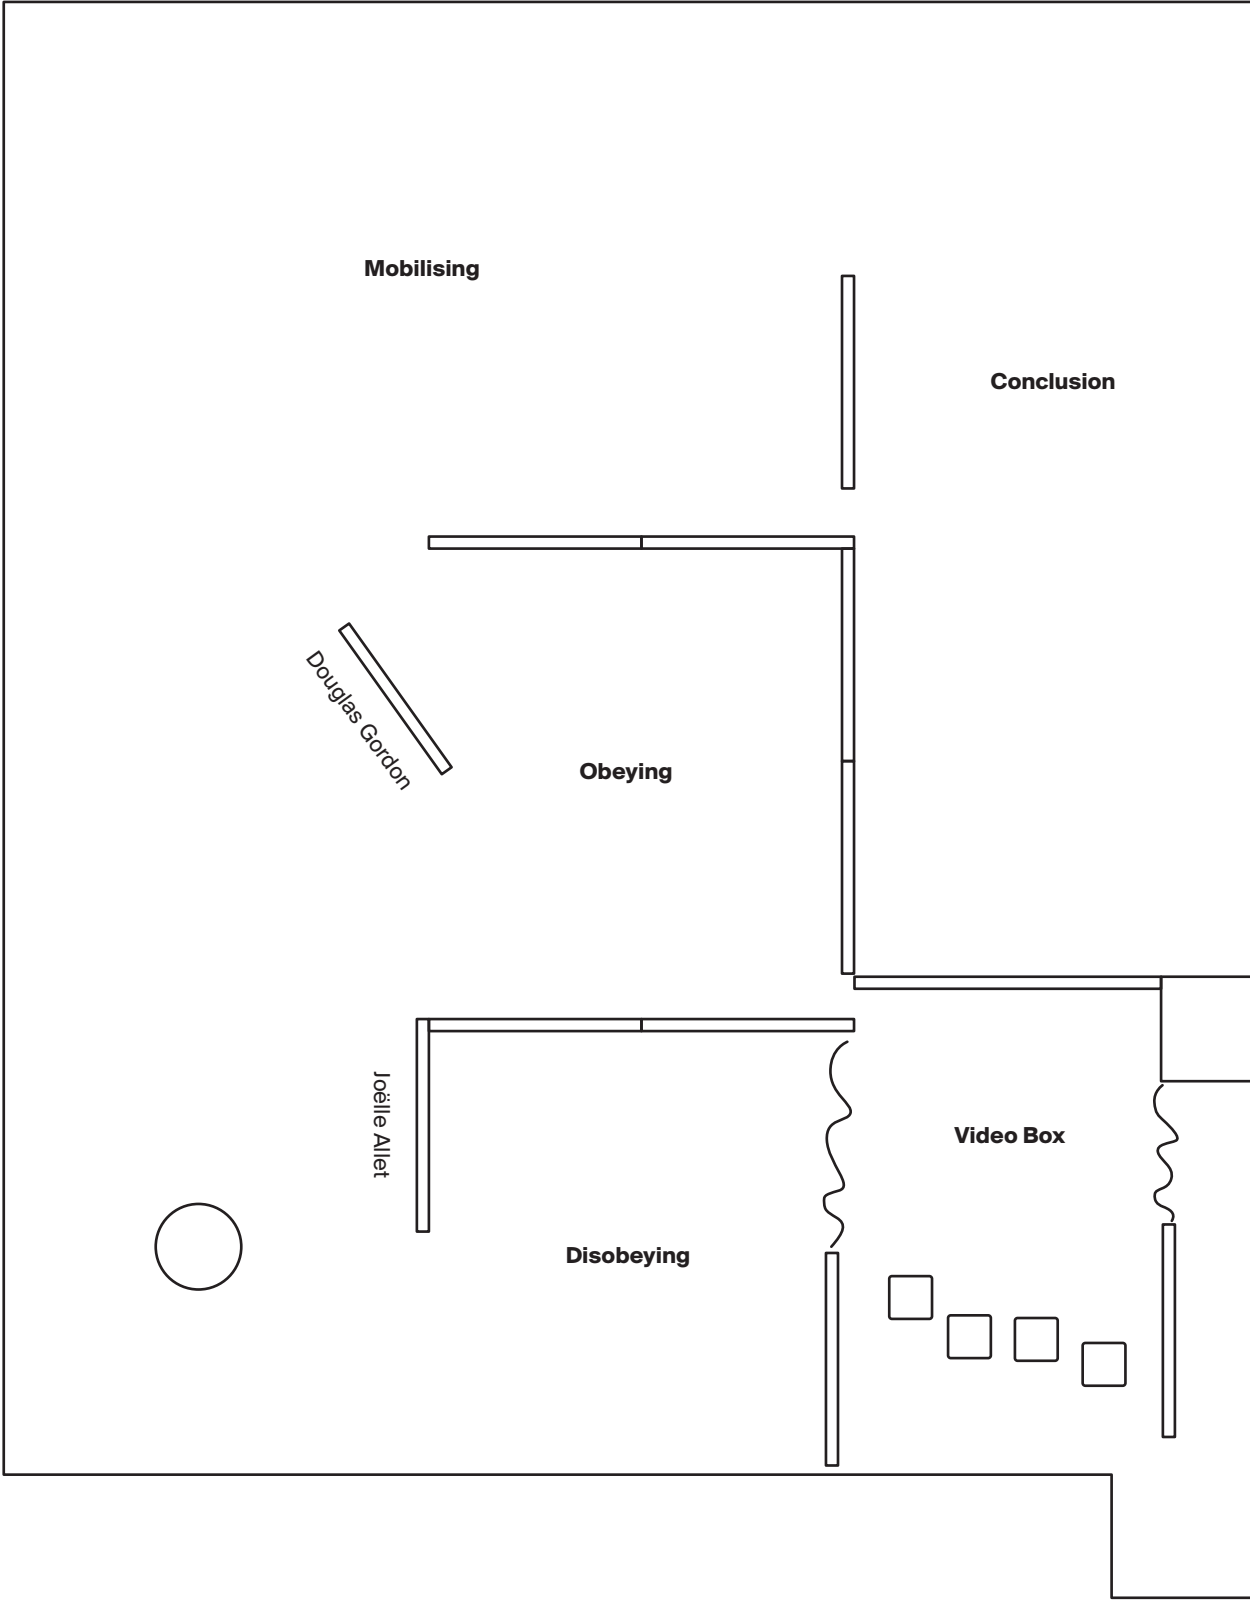 Mobilising
Conclusion
Douglas Gordon
Obeying
Joëlle Allet
Video Box
Disobeying